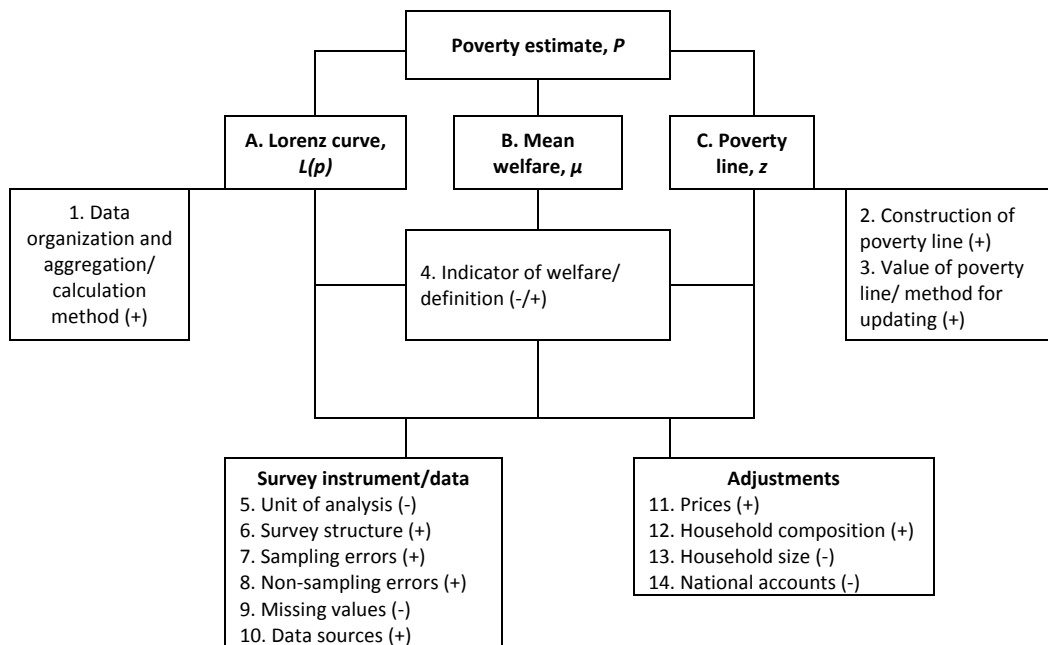 Poverty estimate, P
A. Lorenz curve,
L(p)
B. Mean
welfare, μ
C. Poverty
line, z
1. Data
organization and
aggregation/
calculation
method (+)
4. Indicator of welfare/
definition (-/+)
2. Construction of
poverty line (+)
3. Value of poverty
line/ method for
updating (+)
Survey instrument/data
5. Unit of analysis (-)
6. Survey structure (+)
7. Sampling errors (+)
8. Non-sampling errors (+)
9. Missing values (-)
10. Data sources (+)
Adjustments
11. Prices (+)
12. Household composition (+)
13. Household size (-)
14. National accounts (-)